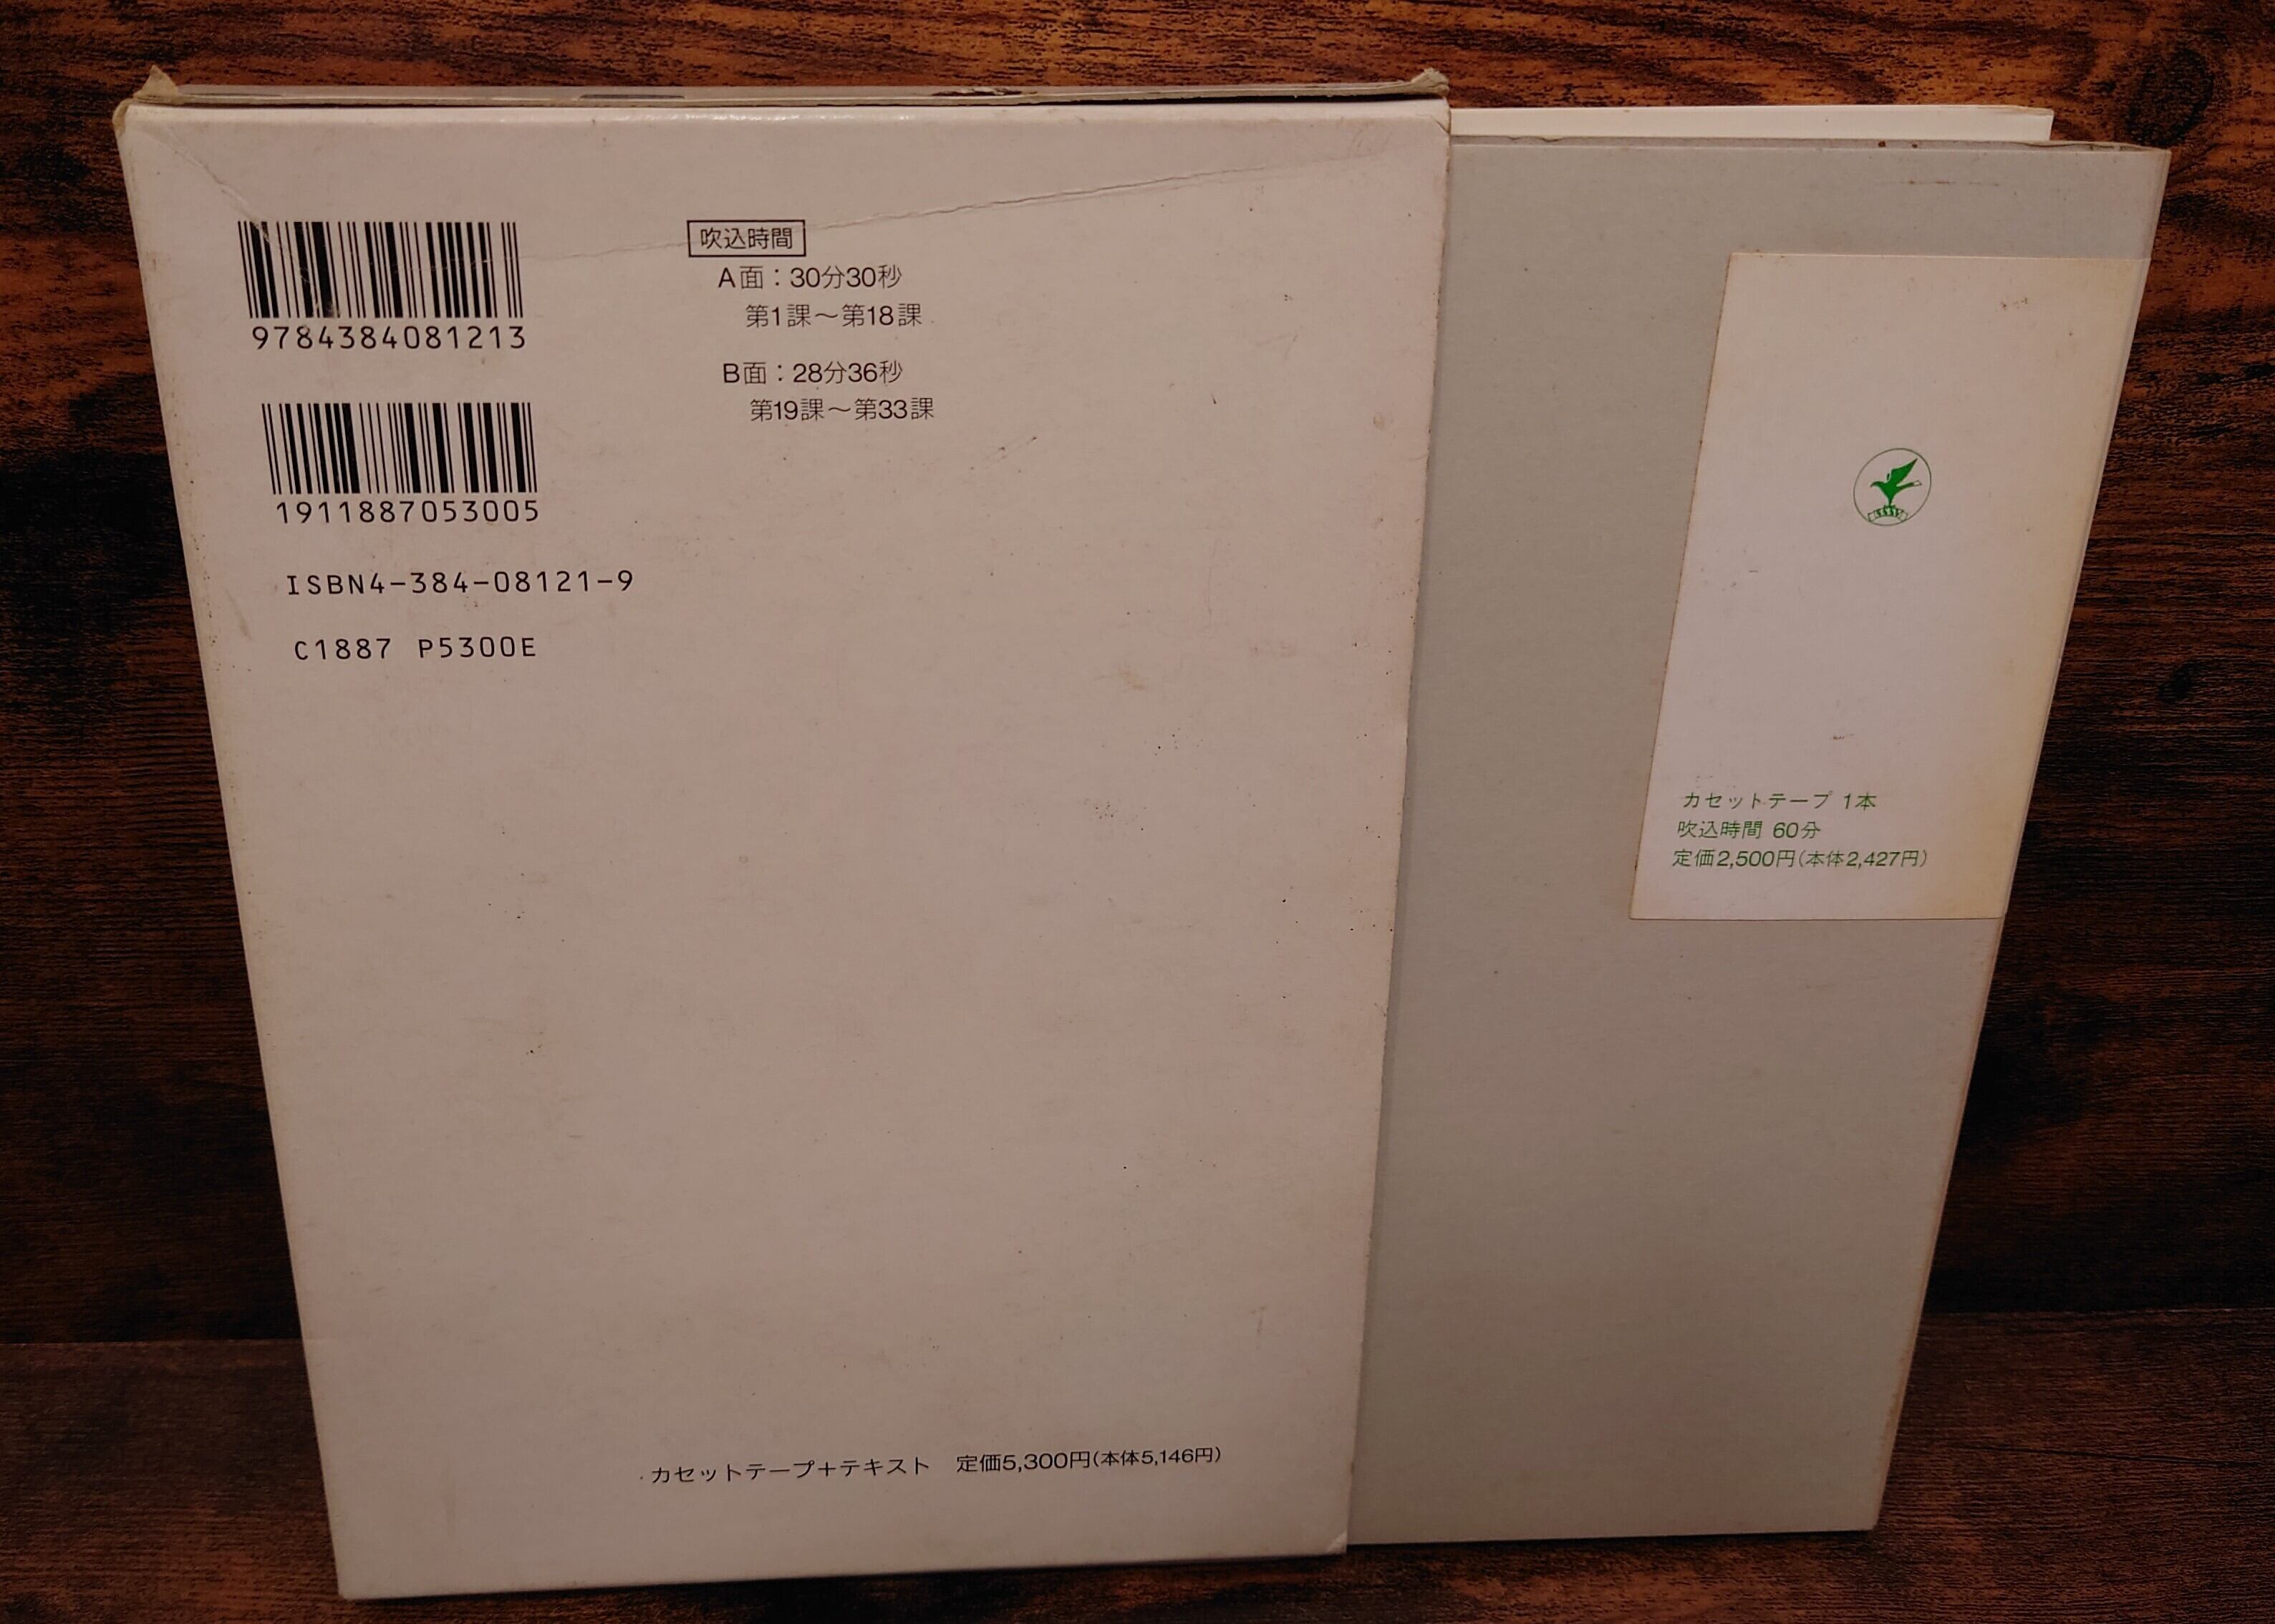 9784384081213
1911887053005
ISBN4-384-08121-9
C1887 P5300E
吹込時間
A面：30分30秒
第1課～第18課
B面：28分36秒
第19課～第33課
カセットテープ＋テキスト 定価5,300円(本体5,146円)
カセットテープ 1本
吹込時間 60分
定価2,500円(本体2,427円)